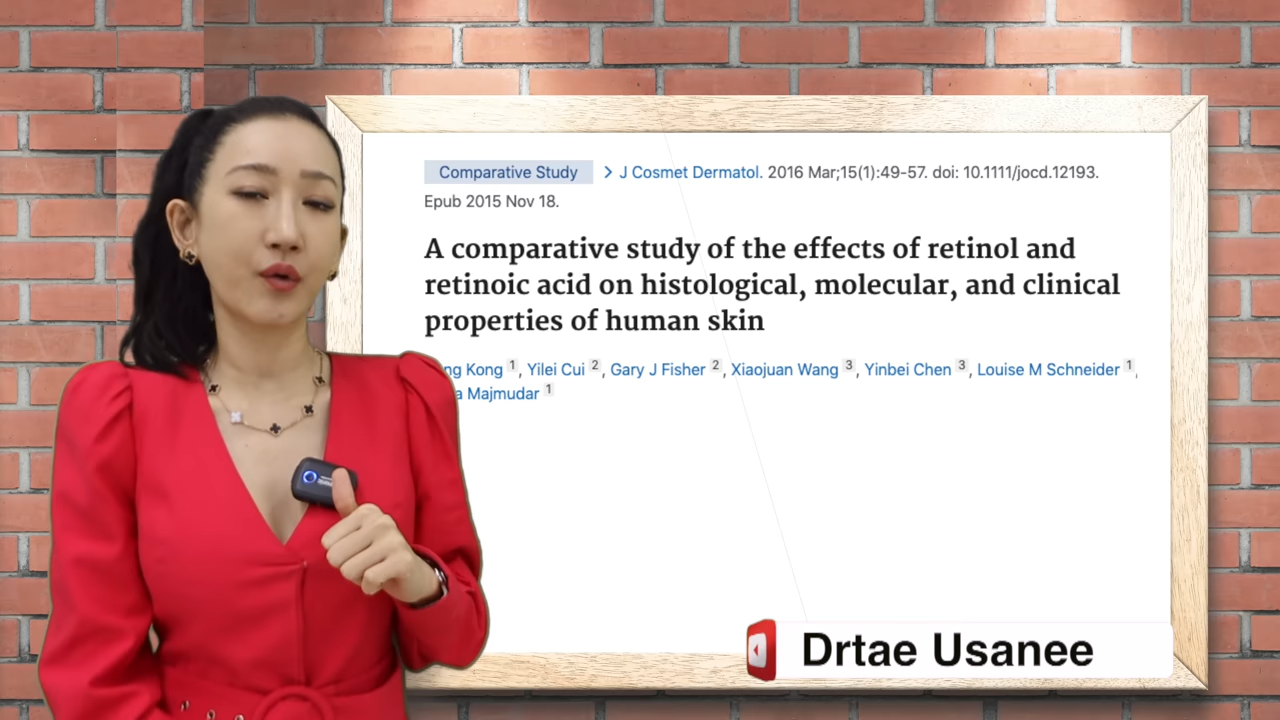 Comparative Study > J Cosmet Dermatol. 2016 Mar;15(1):49-57. doi: 10.1111/jocd.12193.
Epub 2015 Nov 18.
A comparative study of the effects of retinol and
retinoic acid on histological, molecular, and clinical
properties of human skin
Kong 1, Yilei Cui 2, Gary J Fisher 2, Xiaojuan Wang 3, Yinbei Chen 3, Louise M Schneider 1,
Majmudar 1
Drtae Usanee